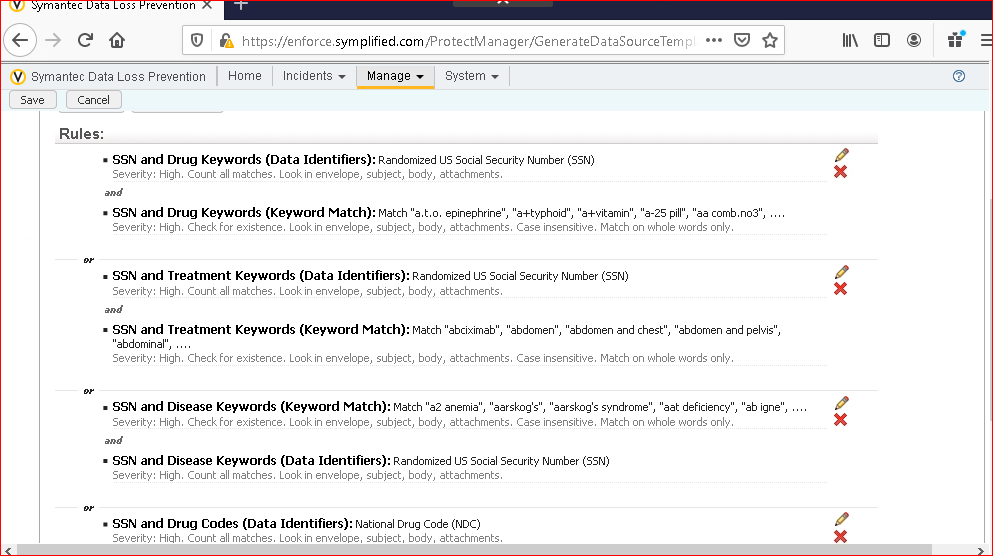 Symantec Data Loss Prevention
https://enforce.symplified.com/ProtectManager/GenerateDataSourceTempl
Symantec Data Loss Prevention Home Incidents Manage System
Save Cancel
Rules:
SSN and Drug Keywords (Data Identifiers): Randomized US Social Security Number (SSN)
Severity: High. Count all matches. Look in envelope, subject, body, attachments.
and
SSN and Drug Keywords (Keyword Match): Match "a.t.o. epinephrine", "a+typhoid", "a+vitamin", "a-25 pill", "aa comb.no3", ....
Severity: High. Check for existence. Look in envelope, subject, body, attachments. Case insensitive. Match on whole words only.
or
SSN and Treatment Keywords (Data Identifiers): Randomized US Social Security Number (SSN)
Severity: High. Count all matches. Look in envelope, subject, body, attachments.
and
SSN and Treatment Keywords (Keyword Match): Match "abciximab", "abdomen", "abdomen and chest", "abdomen and pelvis",
"abdominal", ....
Severity: High. Check for existence. Look in envelope, subject, body, attachments. Case insensitive. Match on whole words only.
or
SSN and Disease Keywords (Keyword Match): Match "a2 anemia", "aarskog's", "aarskog's syndrome", "aat deficiency", "ab igne", ....
Severity: High. Check for existence. Look in envelope, subject, body, attachments. Case insensitive. Match on whole words only.
and
SSN and Disease Keywords (Data Identifiers): Randomized US Social Security Number (SSN)
Severity: High. Count all matches. Look in envelope, subject, body, attachments.
or
SSN and Drug Codes (Data Identifiers): National Drug Code (NDC)
Severity: High. Count all matches. Look in envelope, subject, body, attachments.